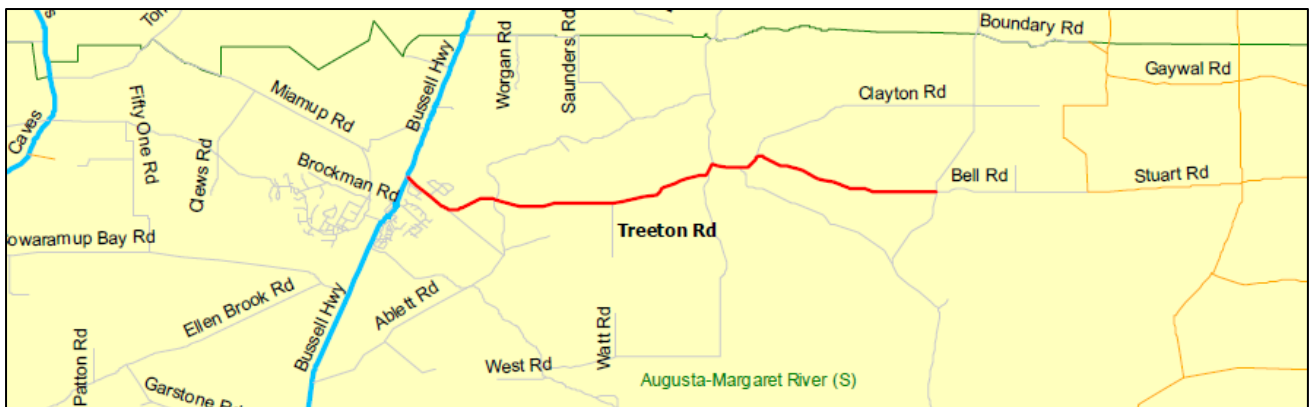 Boundary Rd
Gaywal Rd
Worgan Rd
Saunders Rd
Bussell Hwy
Miamup Rd
Fifty One Rd
Clayton Rd
Caves
Clews Rd
Brockman Rd
Bell Rd
Stuart Rd
Treeton Rd
owaramup Bay Rd
Ellen Brook Rd
Bussell Hwy
Ablett Rd
Watt Rd
West Rd
Patton Rd
Garstone
Augusta-Margaret River (S)